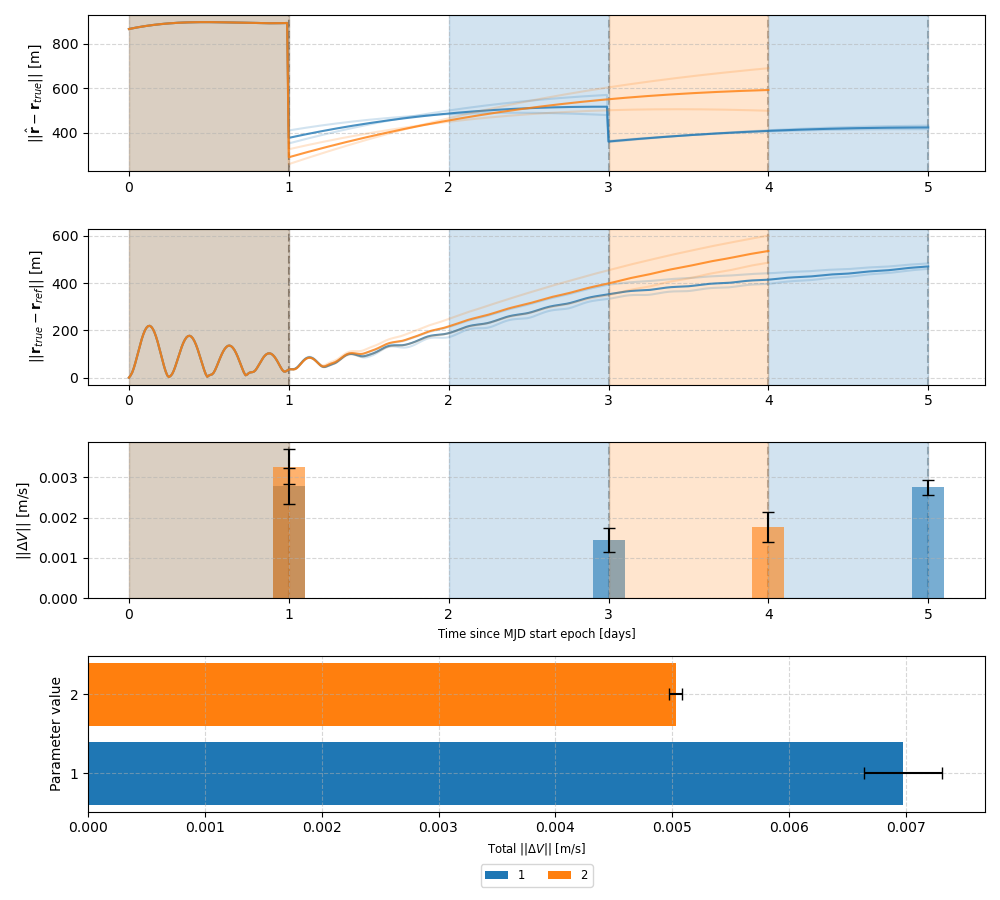 ||r̂ − r_true|| [m]
800
600
400
0 1 2 3 4 5
||r_true − r_ref|| [m]
600
400
200
0
0 1 2 3 4 5
||ΔV|| [m/s]
0.003
0.002
0.001
0.000
0 1 2 3 4 5
Time since MJD start epoch [days]
Parameter value
2
1
0.000 0.001 0.002 0.003 0.004 0.005 0.006 0.007
Total ||ΔV|| [m/s]
1 2